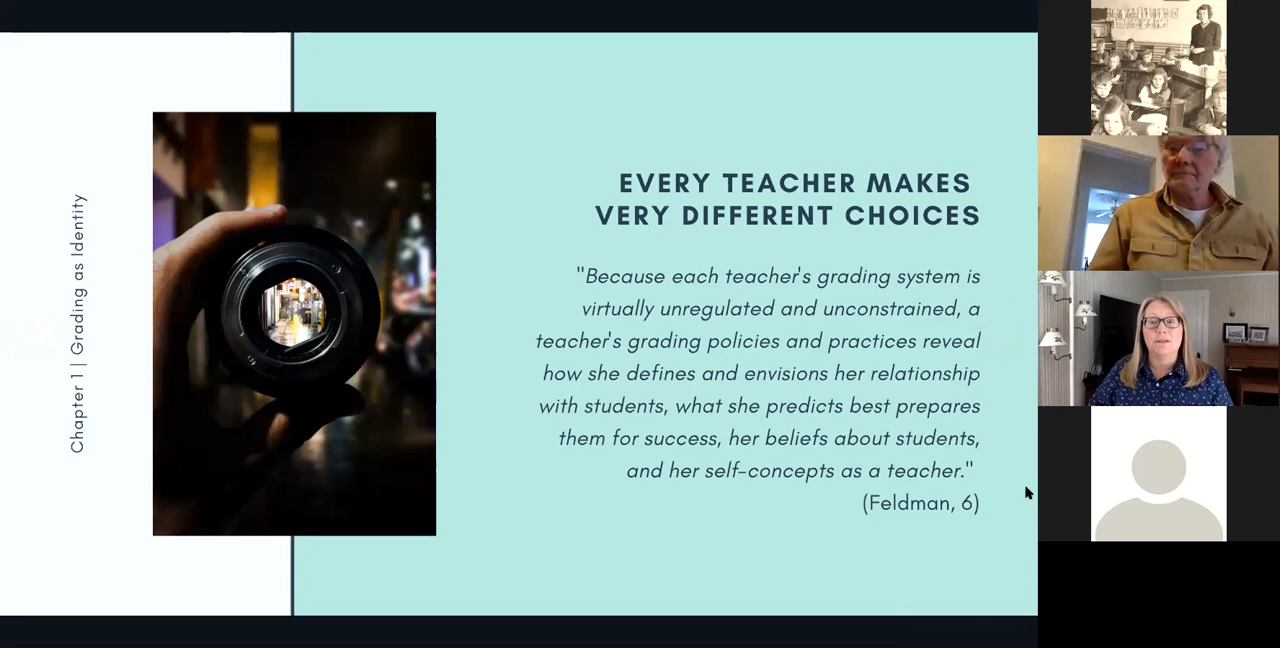 Chapter 1 | Grading as Identity
EVERY TEACHER MAKES
VERY DIFFERENT CHOICES
"Because each teacher's grading system is
virtually unregulated and unconstrained, a
teacher's grading policies and practices reveal
how she defines and envisions her relationship
with students, what she predicts best prepares
them for success, her beliefs about students,
and her self-concepts as a teacher."
(Feldman, 6)